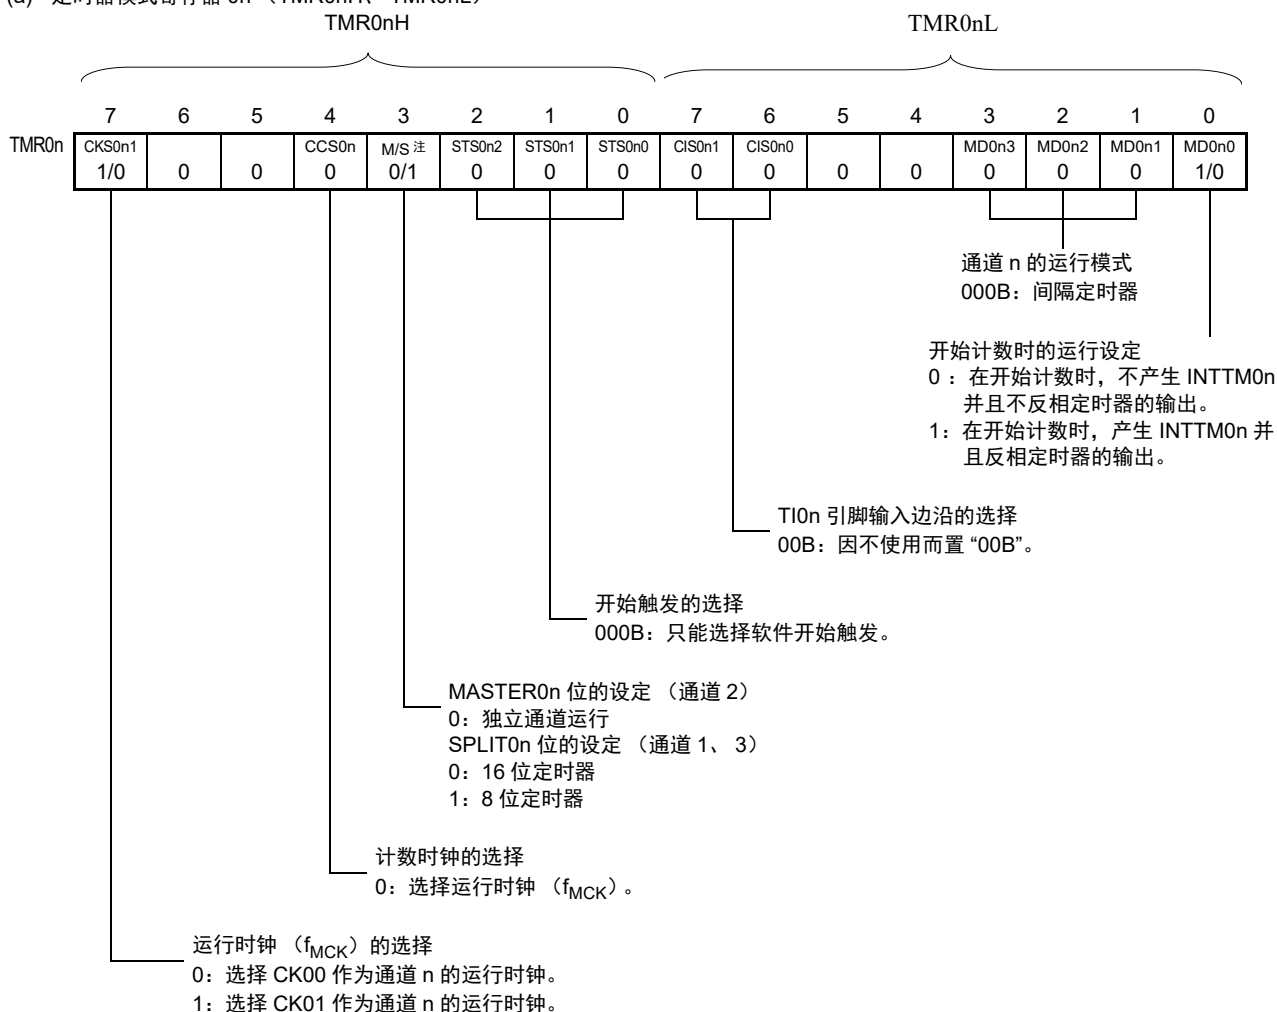 (a) 定时器模式寄存器 0n （TMR0nH、 TMR0nL）
TMR0nH TMR0nL
7 6 5 4 3 2 1 0 7 6 5 4 3 2 1 0
TMR0n CKS0n1 CCS0n M/S 注 STS0n2 STS0n1 STS0n0 CIS0n1 CIS0n0 MD0n3 MD0n2 MD0n1 MD0n0
1/0 0 0 0 0/1 0 0 0 0 0 0 0 0 0 0 1/0
通道 n 的运行模式
000B：间隔定时器
开始计数时的运行设定
0 ：在开始计数时，不产生 INTTM0n
并且不反相定时器的输出。
1：在开始计数时，产生 INTTM0n 并
且反相定时器的输出。
TI0n 引脚输入边沿的选择
00B：因不使用而置 “00B”。
开始触发的选择
000B：只能选择软件开始触发。
MASTER0n 位的设定 （通道 2）
0：独立通道运行
SPLIT0n 位的设定 （通道 1、 3）
0：16 位定时器
1：8 位定时器
计数时钟的选择
0：选择运行时钟 （fMCK）。
运行时钟 （fMCK）的选择
0：选择 CK00 作为通道 n 的运行时钟。
1：选择 CK01 作为通道 n 的运行时钟。